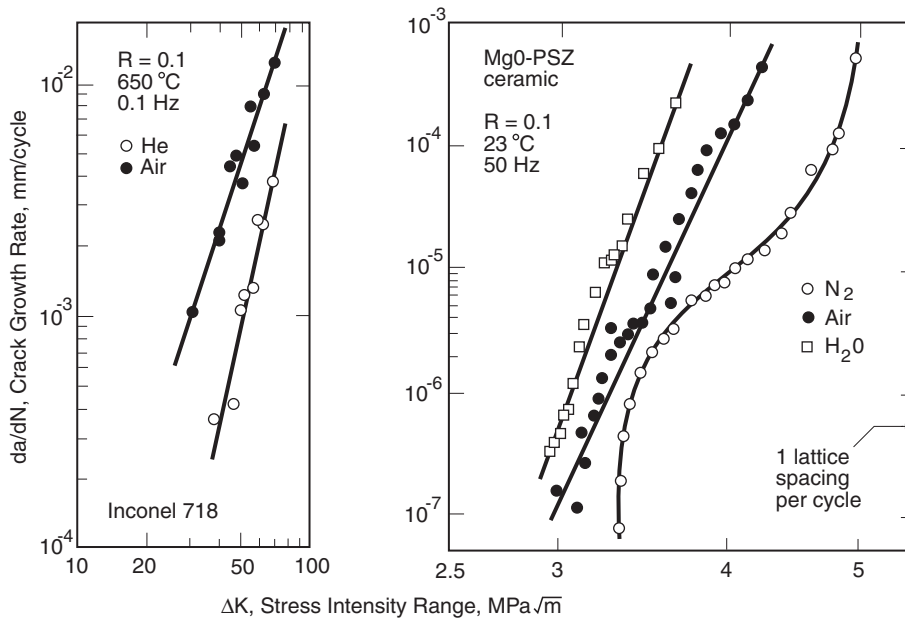 da/dN, Crack Growth Rate, mm/cycle
10⁻²
10⁻³
10⁻⁴
R = 0.1
650 °C
0.1 Hz
He
Air
Inconel 718
10
50
100
10⁻³
10⁻⁴
10⁻⁵
10⁻⁶
10⁻⁷
Mg0-PSZ
ceramic
R = 0.1
23 °C
50 Hz
N₂
Air
H₂0
1 lattice
spacing
per cycle
2.5
3
4
5
ΔK, Stress Intensity Range, MPa√m